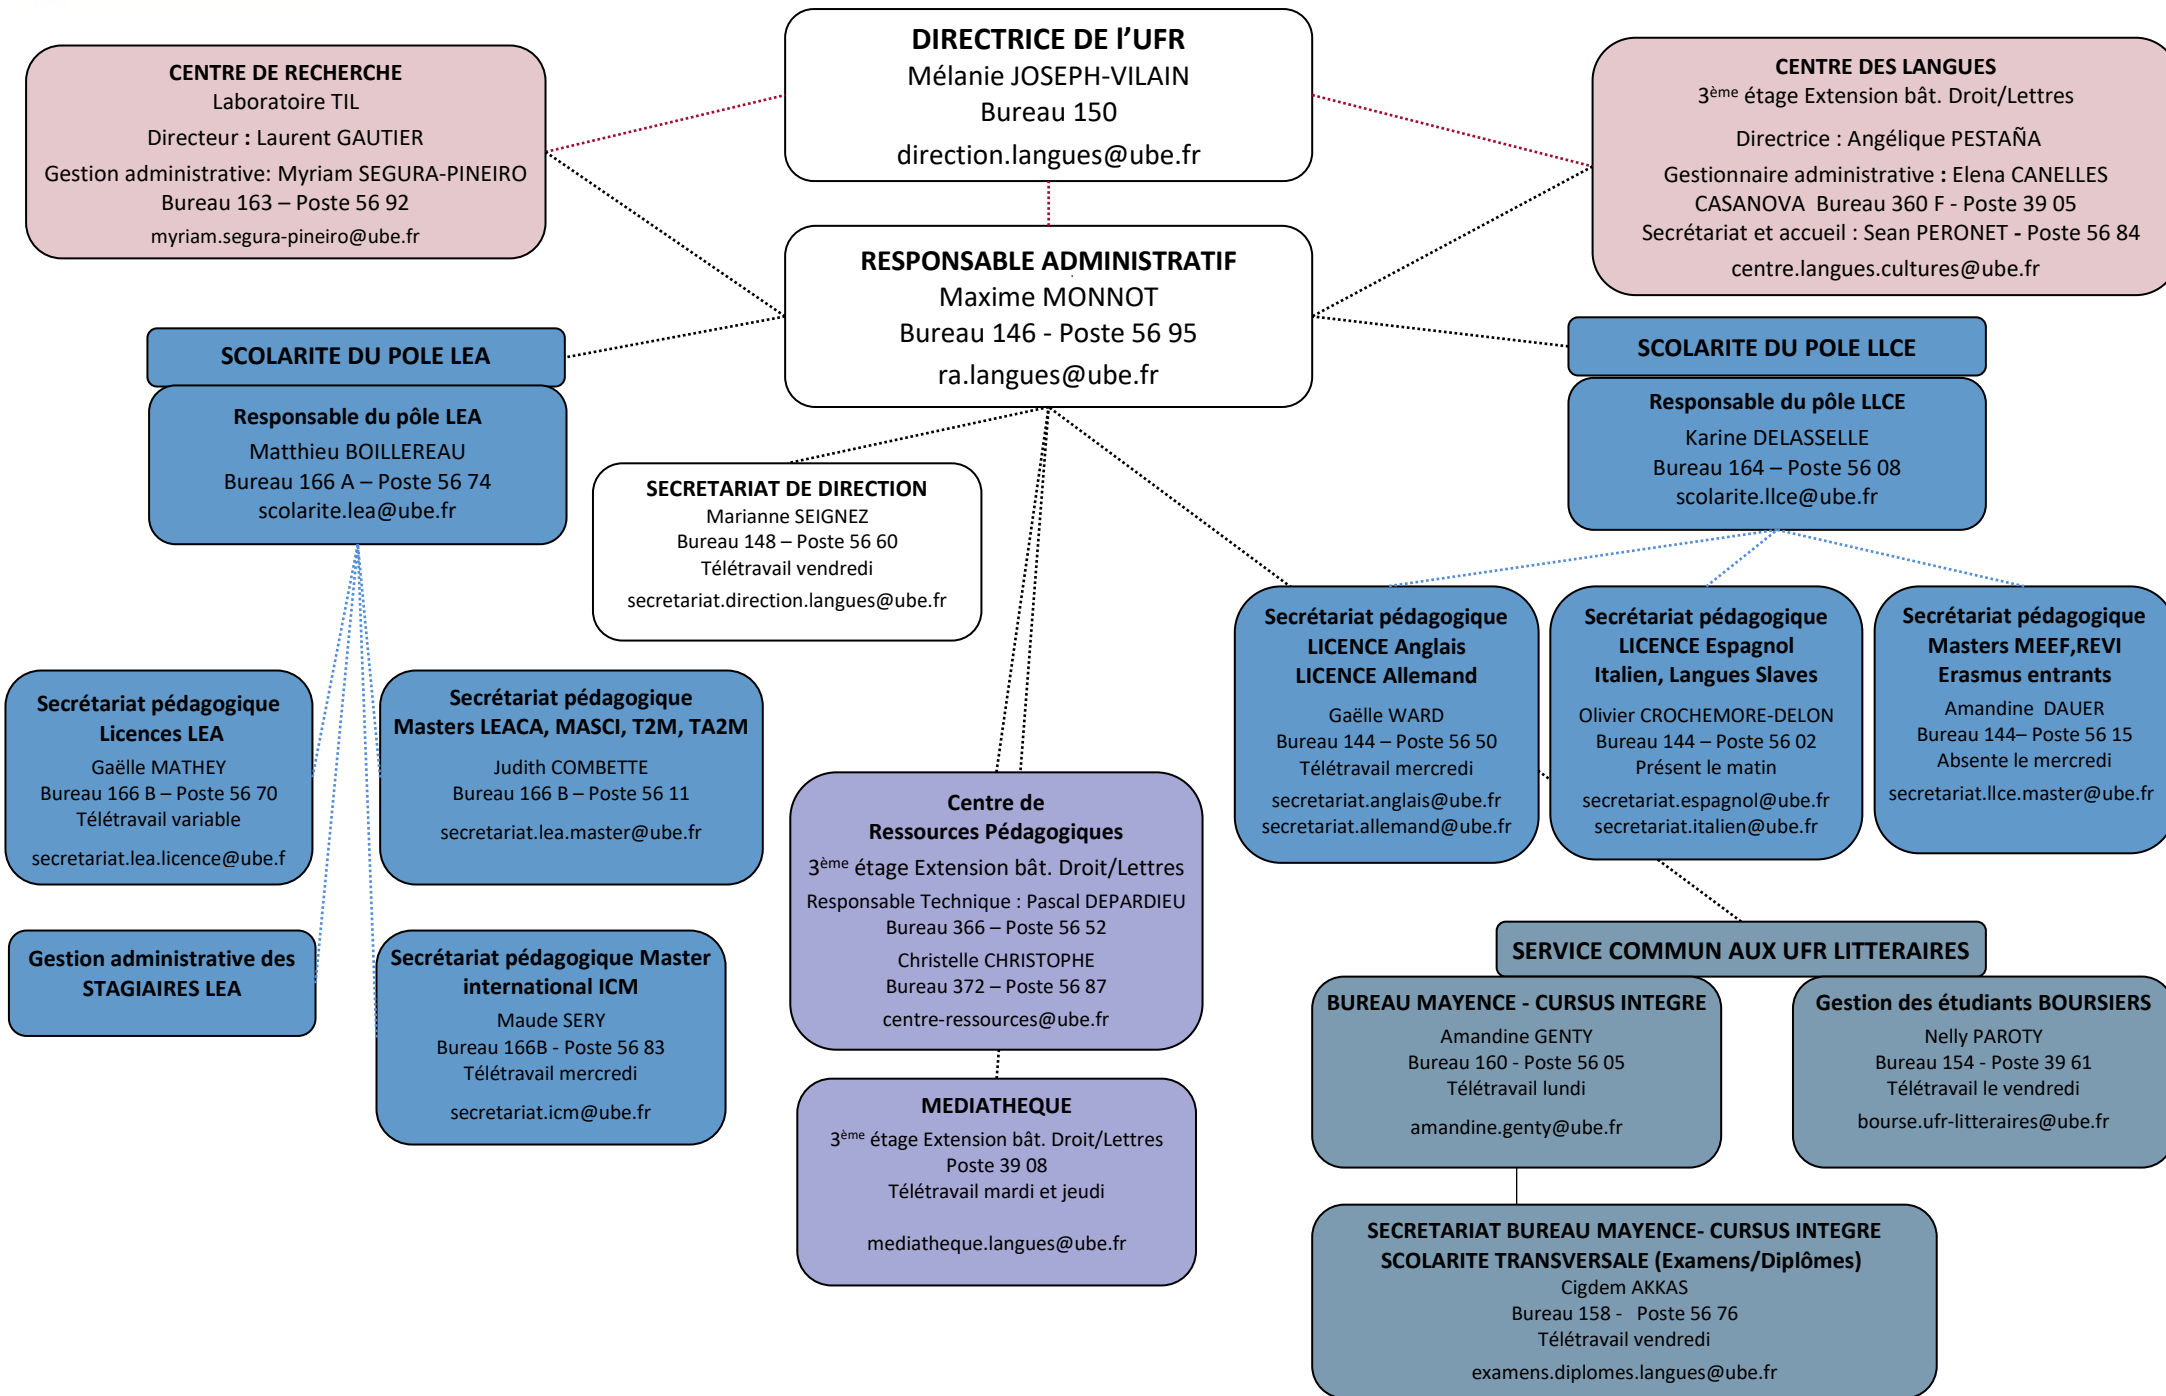 DIRECTRICE DE l'UFR
Mélanie JOSEPH-VILAIN
Bureau 150
direction.langues@ube.fr
CENTRE DE RECHERCHE
Laboratoire TIL
Directeur : Laurent GAUTIER
Gestion administrative: Myriam SEGURA-PINEIRO
Bureau 163 – Poste 56 92
myriam.segura-pineiro@ube.fr
CENTRE DES LANGUES
3ème étage Extension bât. Droit/Lettres
Directrice : Angélique PESTAÑA
Gestionnaire administrative : Elena CANELLES
CASANOVA Bureau 360 F - Poste 39 05
Secrétariat et accueil : Sean PERONET - Poste 56 84
centre.langues.cultures@ube.fr
RESPONSABLE ADMINISTRATIF
Maxime MONNOT
Bureau 146 - Poste 56 95
ra.langues@ube.fr
SCOLARITE DU POLE LEA
Responsable du pôle LEA
Matthieu BOILLEREAU
Bureau 166 A – Poste 56 74
scolarite.lea@ube.fr
SCOLARITE DU POLE LLCE
Responsable du pôle LLCE
Karine DELASSELLE
Bureau 164 – Poste 56 08
scolarite.llce@ube.fr
SECRETARIAT DE DIRECTION
Marianne SEIGNEZ
Bureau 148 – Poste 56 60
Télétravail vendredi
secretariat.direction.langues@ube.fr
Secrétariat pédagogique
Licences LEA
Gaëlle MATHEY
Bureau 166 B – Poste 56 70
Télétravail variable
secretariat.lea.licence@ube.f
Secrétariat pédagogique
Masters LEACA, MASCI, T2M, TA2M
Judith COMBETTE
Bureau 166 B – Poste 56 11
secretariat.lea.master@ube.fr
Secrétariat pédagogique
LICENCE Anglais
LICENCE Allemand
Gaëlle WARD
Bureau 144 – Poste 56 50
Télétravail mercredi
secretariat.anglais@ube.fr
secretariat.allemand@ube.fr
Secrétariat pédagogique
LICENCE Espagnol
Italien, Langues Slaves
Olivier CROCHEMORE-DELON
Bureau 144 – Poste 56 02
Présent le matin
secretariat.espagnol@ube.fr
secretariat.italien@ube.fr
Secrétariat pédagogique
Masters MEEF,REVI
Erasmus entrants
Amandine DAUER
Bureau 144– Poste 56 15
Absente le mercredi
secretariat.llce.master@ube.fr
Gestion administrative des
STAGIAIRES LEA
Secrétariat pédagogique Master
international ICM
Maude SERY
Bureau 166B - Poste 56 83
Télétravail mercredi
secretariat.icm@ube.fr
Centre de
Ressources Pédagogiques
3ème étage Extension bât. Droit/Lettres
Responsable Technique : Pascal DEPARDIEU
Bureau 366 – Poste 56 52
Christelle CHRISTOPHE
Bureau 372 – Poste 56 87
centre-ressources@ube.fr
MEDIATHEQUE
3ème étage Extension bât. Droit/Lettres
Poste 39 08
Télétravail mardi et jeudi
mediatheque.langues@ube.fr
SERVICE COMMUN AUX UFR LITTERAIRES
BUREAU MAYENCE - CURSUS INTEGRE
Amandine GENTY
Bureau 160 - Poste 56 05
Télétravail lundi
amandine.genty@ube.fr
Gestion des étudiants BOURSIERS
Nelly PAROTY
Bureau 154 - Poste 39 61
Télétravail le vendredi
bourse.ufr-litteraires@ube.fr
SECRETARIAT BUREAU MAYENCE- CURSUS INTEGRE
SCOLARITE TRANSVERSALE (Examens/Diplômes)
Cigdem AKKAS
Bureau 158 - Poste 56 76
Télétravail vendredi
examens.diplomes.langues@ube.fr